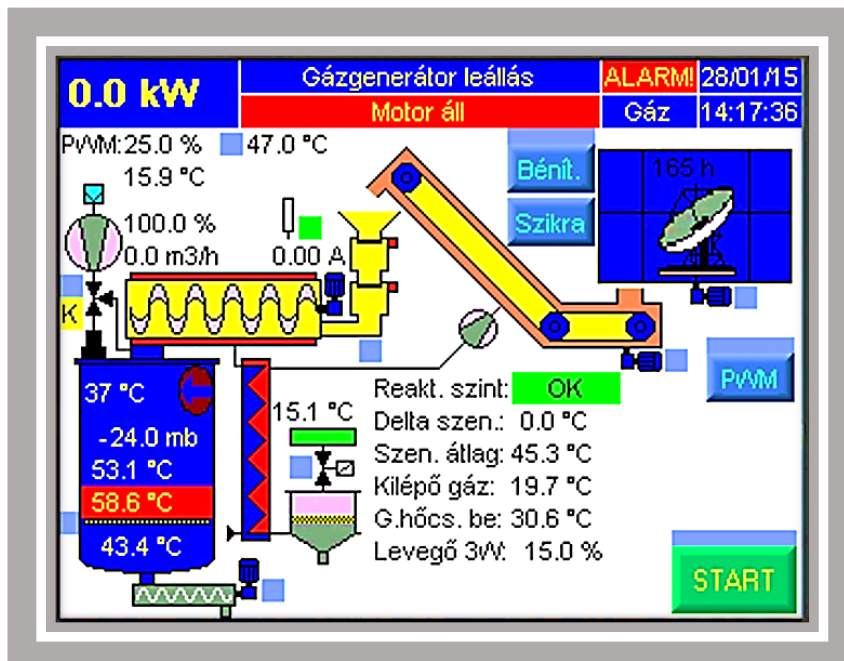 0.0 kW
Gázgenerátor leállás
ALARM!
28/01/15
Motor áll
Gáz
14:17:36
PWM:25.0 %
47.0 °C
15.9 °C
100.0 %
0.0 m3/h
0.00 A
Bénít.
Szikra
165 h
K
PWM
37 °C
-24.0 mb
53.1 °C
58.6 °C
43.4 °C
15.1 °C
Reakt. szint: OK
Delta szen.: 0.0 °C
Szen. átlag: 45.3 °C
Kilépő gáz: 19.7 °C
G.hőcs. be: 30.6 °C
Levegő 3W: 15.0 %
START